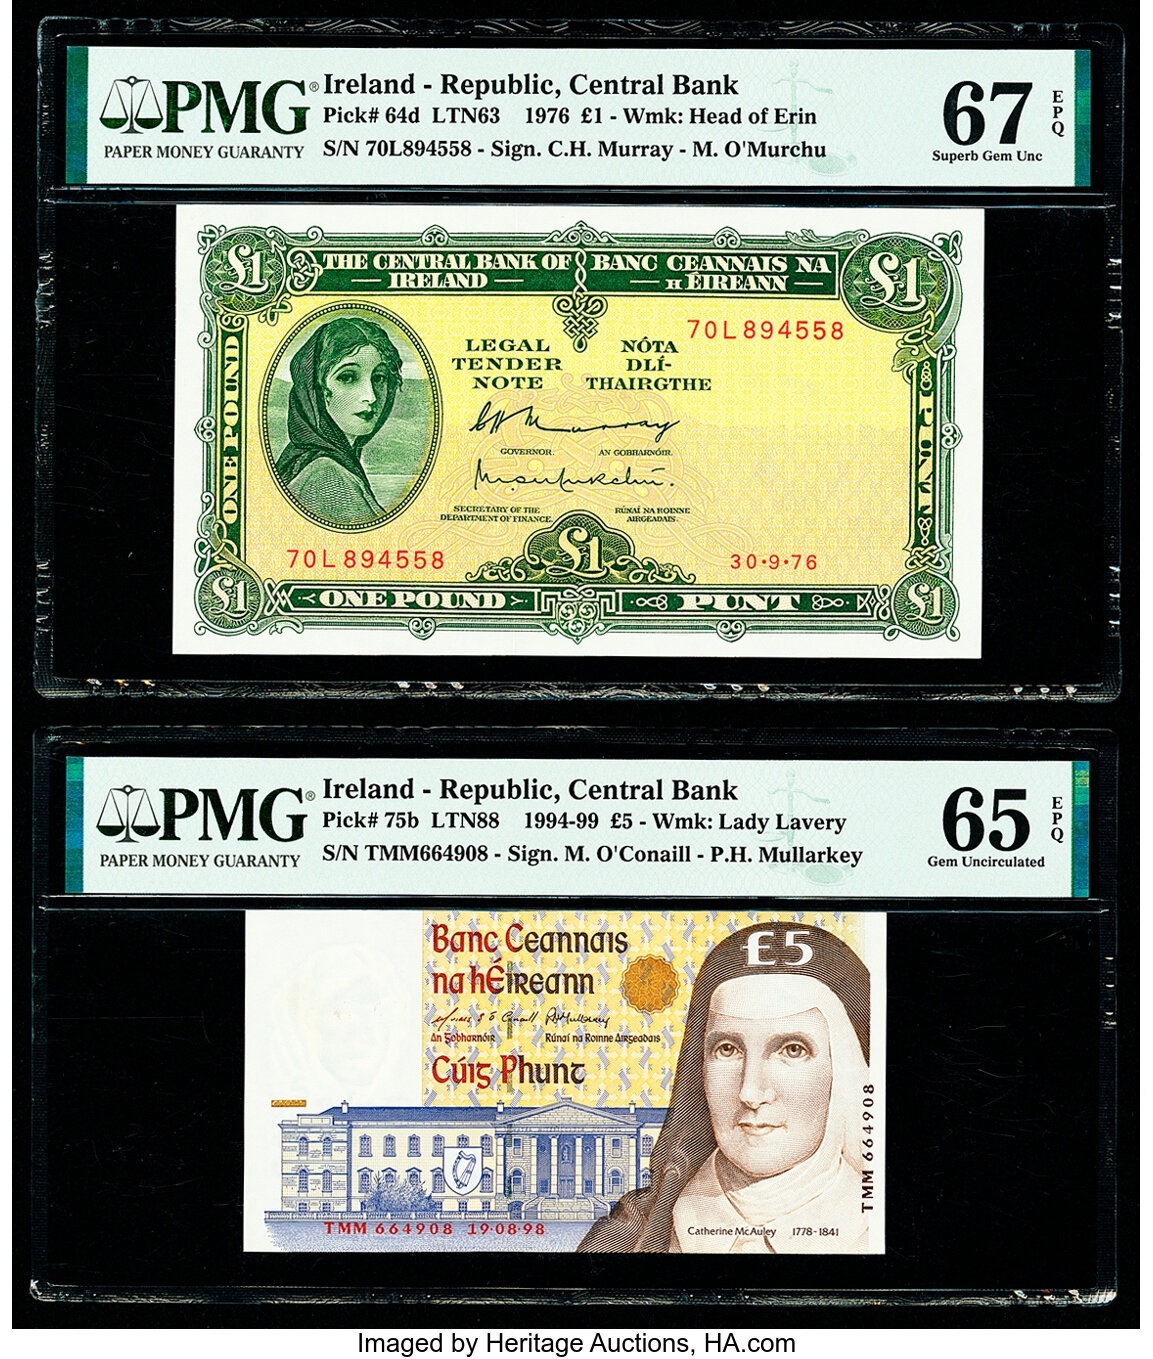 PMG®
PAPER MONEY GUARANTY
Ireland - Republic, Central Bank
Pick# 64d LTN63 1976 £1 - Wmk: Head of Erin
S/N 70L894558 - Sign. C.H. Murray - M. O'Murchu
67 EPQ
Superb Gem Unc
£1
THE CENTRAL BANK OF IRELAND
BANC CEANNAIS NA H ÉIREANN
£1
70L894558
LEGAL TENDER NOTE
NÓTA DLÍ-THAIRGTHE
C H Murray
GOVERNOR.
AN GOBHARNÓIR.
SECRETARY OF THE DEPARTMENT OF FINANCE.
RÚNAÍ NA ROINNE AIRGEADAIS.
ONE POUND
PUNT
70L894558
£1
30·9·76
£1
ONE POUND
PUNT
£1
PMG®
PAPER MONEY GUARANTY
Ireland - Republic, Central Bank
Pick# 75b LTN88 1994-99 £5 - Wmk: Lady Lavery
S/N TMM664908 - Sign. M. O'Conaill - P.H. Mullarkey
65 EPQ
Gem Uncirculated
Banc Ceannais
na hÉireann
£5
An Gobharnóir
Rúnaí na Roinne Airgeadais
Cúig Phunt
TMM 664908
TMM 664908 19·08·98
Catherine McAuley 1778-1841
Imaged by Heritage Auctions, HA.com